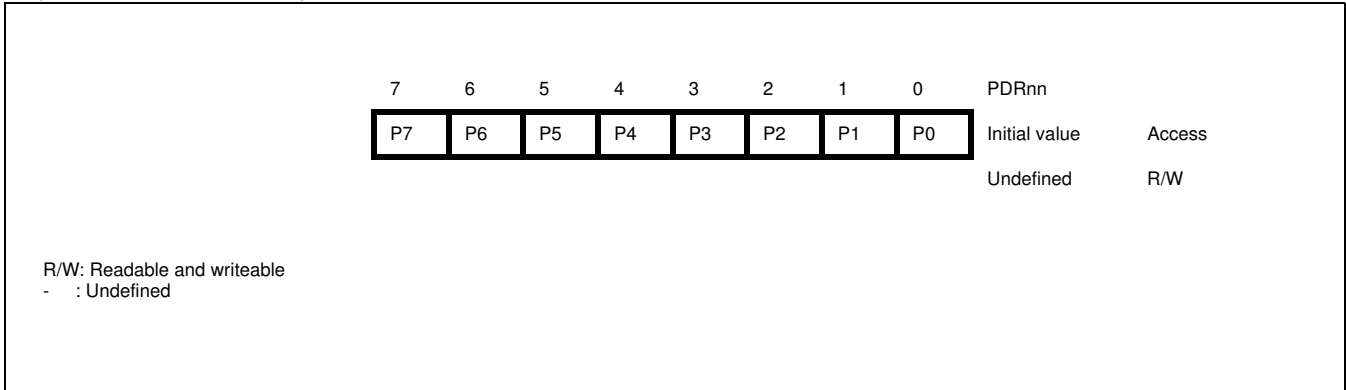 7 6 5 4 3 2 1 0 PDRnn
P7 P6 P5 P4 P3 P2 P1 P0 Initial value Access
Undefined R/W
R/W: Readable and writeable
- : Undefined